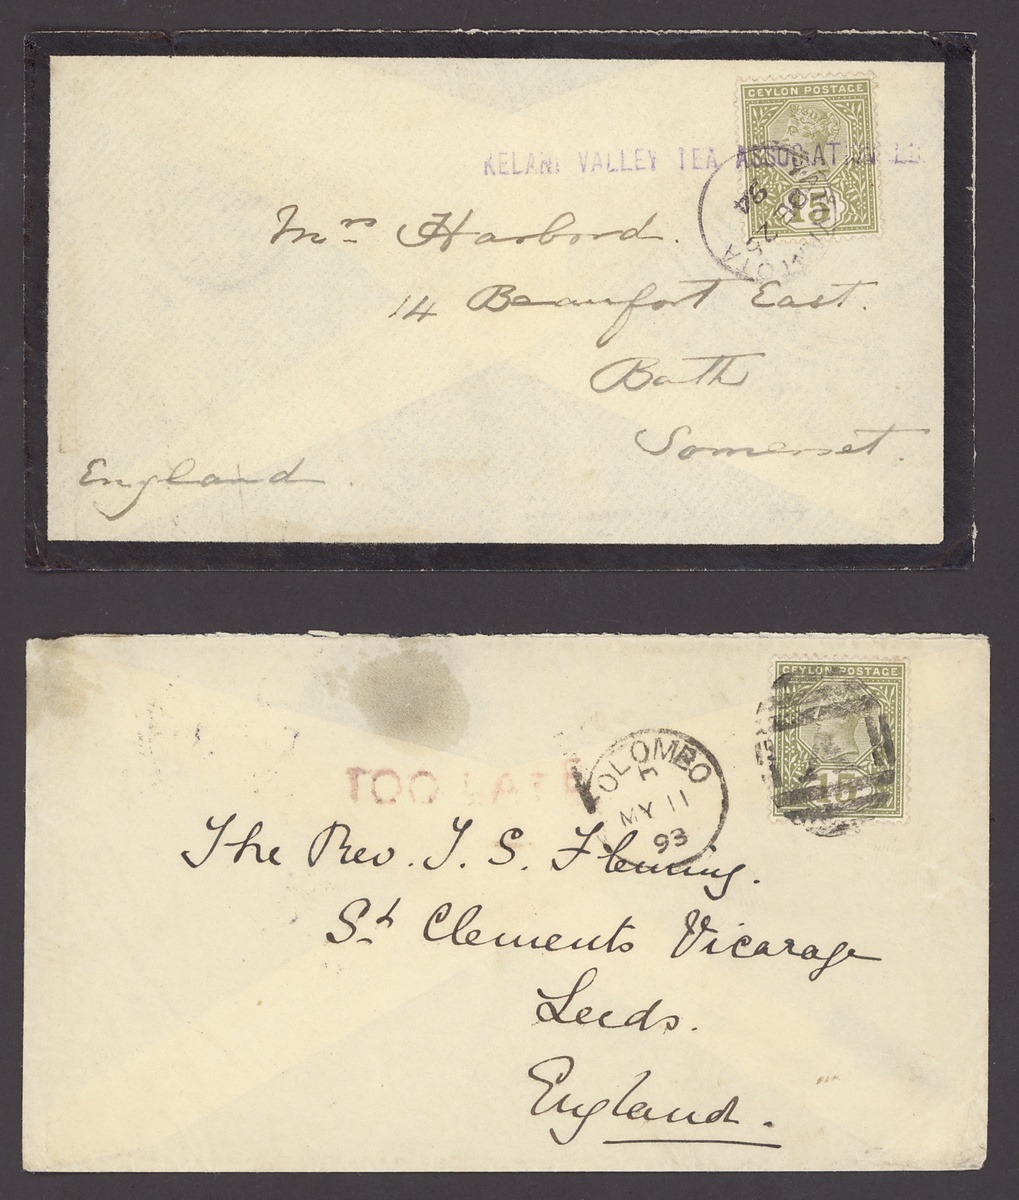 CEYLON POSTAGE
KELANI VALLEY TEA ASSOCIAT
94
15
Mrs Harbord.
14 Beaufort East.
Bath
Somerset.
England.
CEYLON POSTAGE
15
COLOMBO
MY 11
93
TOO LATE
The Rev. J. S. Fleming.
St Clements Vicarage
Leeds.
England.